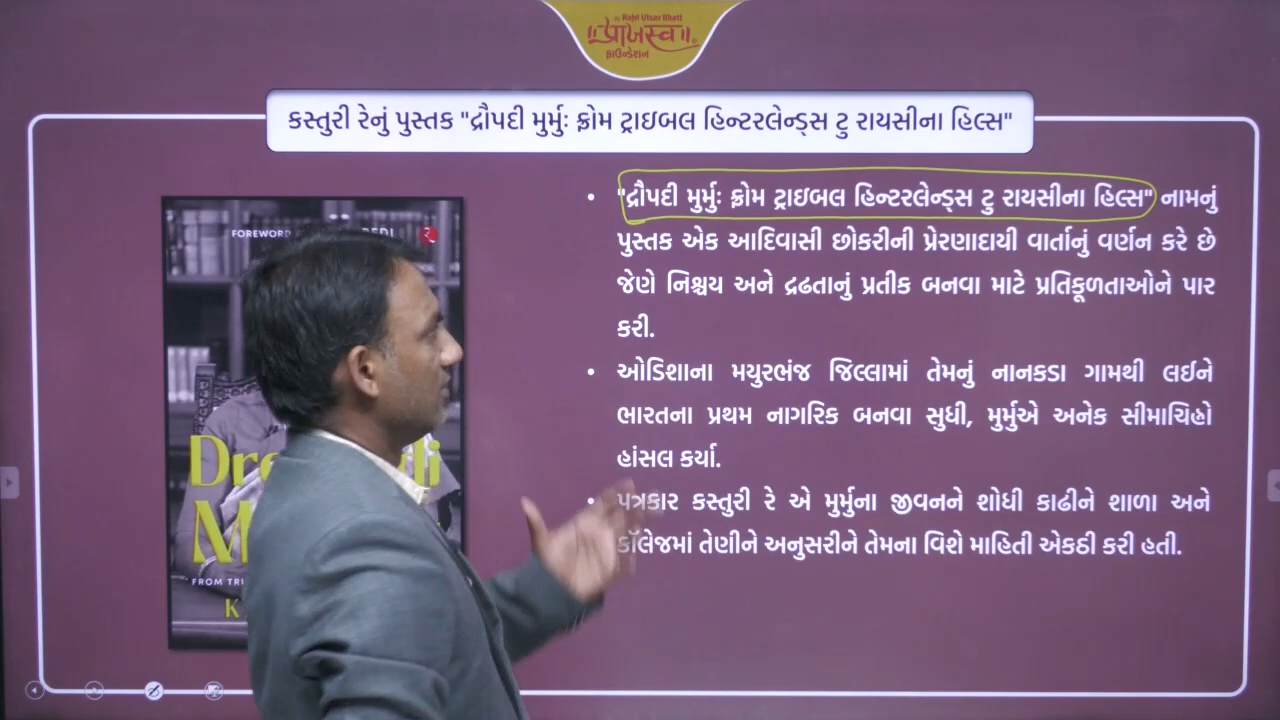 by Rajvi Utsav Bhatt
॥પ્રાજસ્વ॥
ફાઉન્ડેશન
કસ્તુરી રેનું પુસ્તક "દ્રૌપદી મુર્મુઃ ફ્રોમ ટ્રાઇબલ હિન્ટરલેન્ડ્સ ટુ રાયસીના હિલ્સ"
• "દ્રૌપદી મુર્મુઃ ફ્રોમ ટ્રાઇબલ હિન્ટરલેન્ડ્સ ટુ રાયસીના હિલ્સ" નામનું
પુસ્તક એક આદિવાસી છોકરીની પ્રેરણાદાયી વાર્તાનું વર્ણન કરે છે
જેણે નિશ્ચય અને દ્રઢતાનું પ્રતીક બનવા માટે પ્રતિકૂળતાઓને પાર
કરી.
• ઓડિશાના મયુરભંજ જિલ્લામાં તેમનું નાનકડા ગામથી લઈને
ભારતના પ્રથમ નાગરિક બનવા સુધી, મુર્મુએ અનેક સીમાચિહ્નો
હાંસલ કર્યા.
• પત્રકાર કસ્તુરી રે એ મુર્મુના જીવનને શોધી કાઢીને શાળા અને
કૉલેજમાં તેણીને અનુસરીને તેમના વિશે માહિતી એકઠી કરી હતી.
FOREWORD
FROM